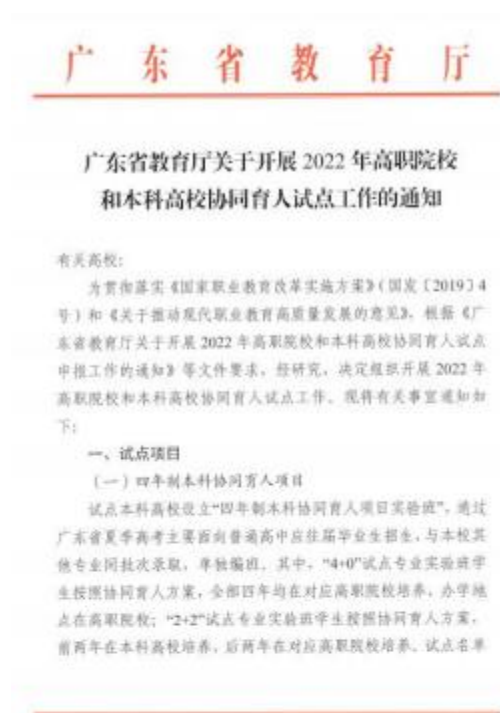 广东省教育厅
广东省教育厅关于开展 2022 年高职院校
和本科高校协同育人试点工作的通知
有关高校：
为贯彻落实《国家职业教育改革实施方案》（国发〔2019〕4
号）和《关于推动现代职业教育高质量发展的意见》，根据《广
东省教育厅关于开展 2022 年高职院校和本科高校协同育人试点
申报工作的通知》等文件要求，经研究，决定组织开展 2022 年
高职院校和本科高校协同育人试点工作。现将有关事宜通知如
下：
一、试点项目
（一）四年制本科协同育人项目
试点本科高校设立“四年制本科协同育人项目实验班”，通过
广东省夏季高考主要面向普通高中应往届毕业生招生，与本校其
他专业同批次录取，单独编班。其中，“4+0”试点专业实验班学
生按照协同育人方案，全部四年均在对应高职院校培养，办学地
点在高职院校；“2+2”试点专业实验班学生按照协同育人方案，
前两年在本科高校培养，后两年在对应高职院校培养。试点名单